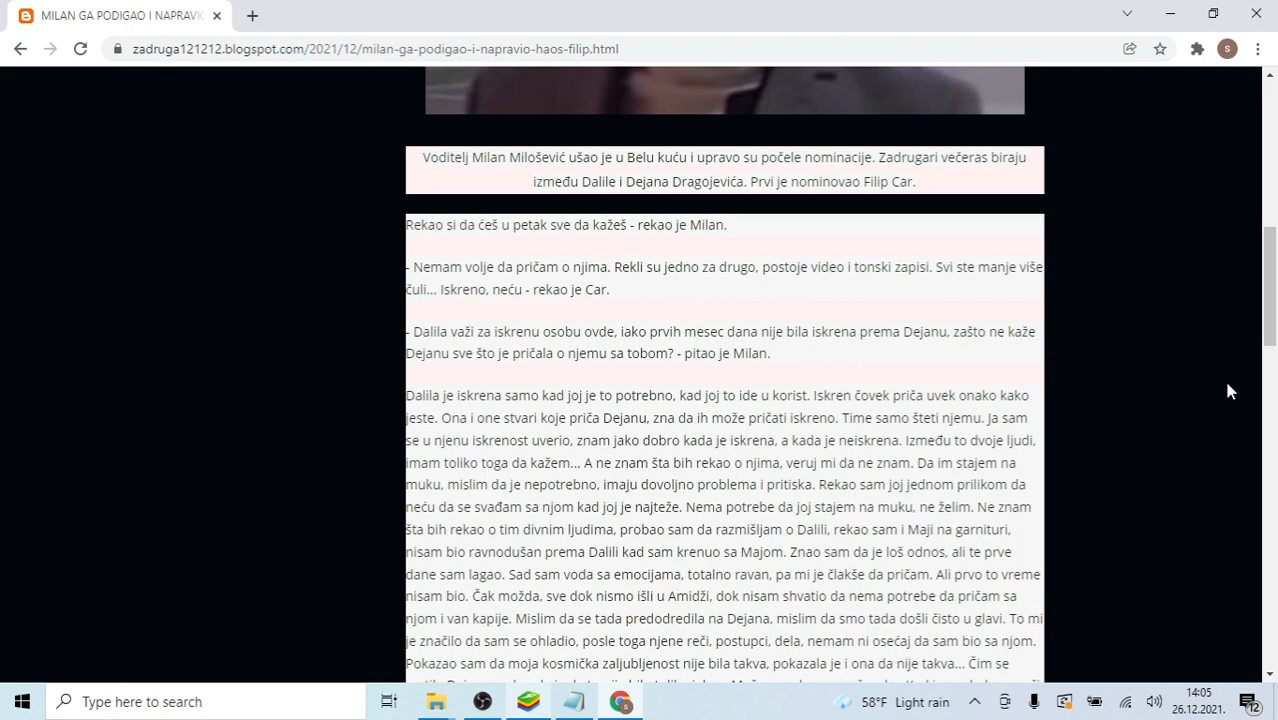 MILAN GA PODIGAO I NAPRAVIO
zadruga121212.blogspot.com/2021/12/milan-ga-podigao-i-napravio-haos-filip.html
S
Voditelj Milan Milošević ušao je u Belu kuću i upravo su počele nominacije. Zadrugari večeras biraju
između Dalile i Dejana Dragojevića. Prvi je nominovao Filip Car.
Rekao si da ćeš u petak sve da kažeš - rekao je Milan.
- Nemam volje da pričam o njima. Rekli su jedno za drugo, postoje video i tonski zapisi. Svi ste manje više
čuli... Iskreno, neću - rekao je Car.
- Dalila važi za iskrenu osobu ovde, iako prvih mesec dana nije bila iskrena prema Dejanu, zašto ne kaže
Dejanu sve što je pričala o njemu sa tobom? - pitao je Milan.
Dalila je iskrena samo kad joj je to potrebno, kad joj to ide u korist. Iskren čovek priča uvek onako kako
jeste. Ona i one stvari koje priča Dejanu, zna da ih može pričati iskreno. Time samo šteti njemu. Ja sam
se u njenu iskrenost uverio, znam jako dobro kada je iskrena, a kada je neiskrena. Između to dvoje ljudi,
imam toliko toga da kažem... A ne znam šta bih rekao o njima, veruj mi da ne znam. Da im stajem na
muku, mislim da je nepotrebno, imaju dovoljno problema i pritiska. Rekao sam joj jednom prilikom da
neću da se svađam sa njom kad joj je najteže. Nema potrebe da joj stajem na muku, ne želim. Ne znam
šta bih rekao o tim divnim ljudima, probao sam da razmišljam o Dalili, rekao sam i Maji na garnituri,
nisam bio ravnodušan prema Dalili kad sam krenuo sa Majom. Znao sam da je loš odnos, ali te prve
dane sam lagao. Sad sam voda sa emocijama, totalno ravan, pa mi je člakše da pričam. Ali prvo to vreme
nisam bio. Čak možda, sve dok nismo išli u Amidži, dok nisam shvatio da nema potrebe da pričam sa
njom i van kapije. Mislim da se tada predodredila na Dejana, mislim da smo tada došli čisto u glavi. To mi
je značilo da sam se ohladio, posle toga njene reči, postupci, dela, nemam ni osećaj da sam bio sa njom.
Pokazao sam da moja kosmička zaljubljenost nije bila takva, pokazala je i ona da nije takva... Čim se
Type here to search
58°F Light rain
14:05
26.12.2021.
12